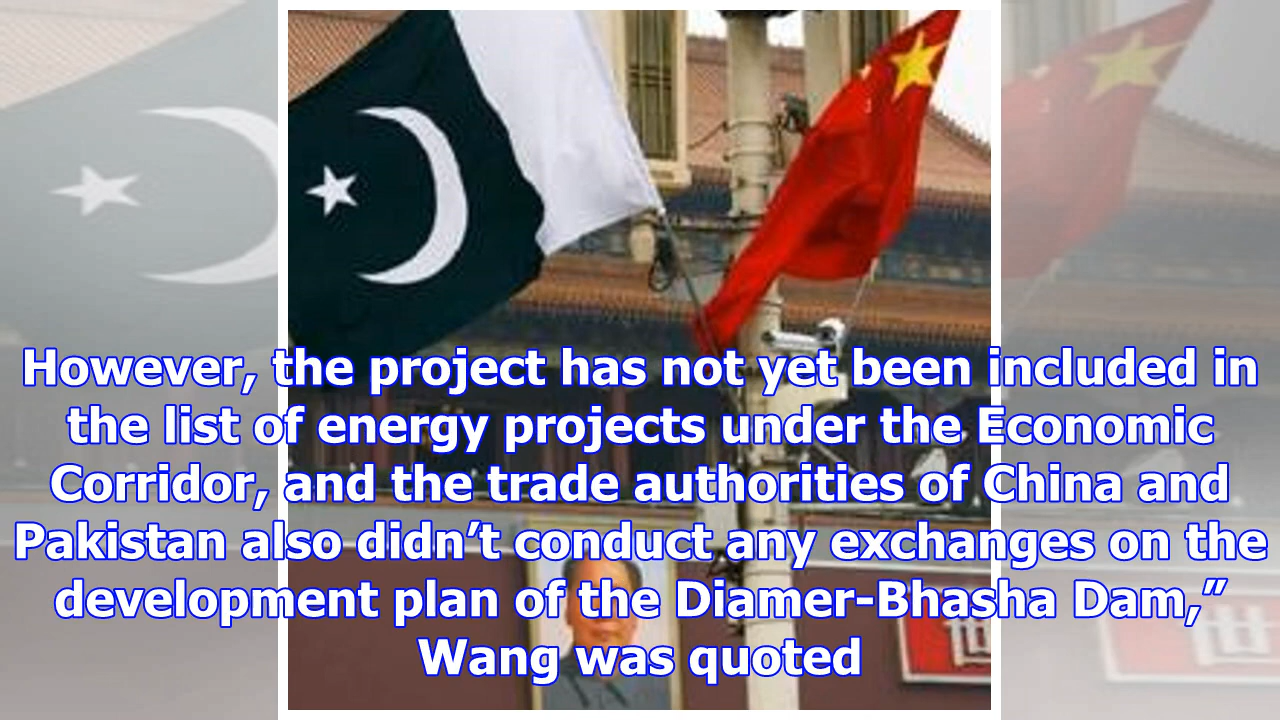 However, the project has not yet been included in
the list of energy projects under the Economic
Corridor, and the trade authorities of China and
Pakistan also didn’t conduct any exchanges on the
development plan of the Diamer-Bhasha Dam,”
Wang was quoted